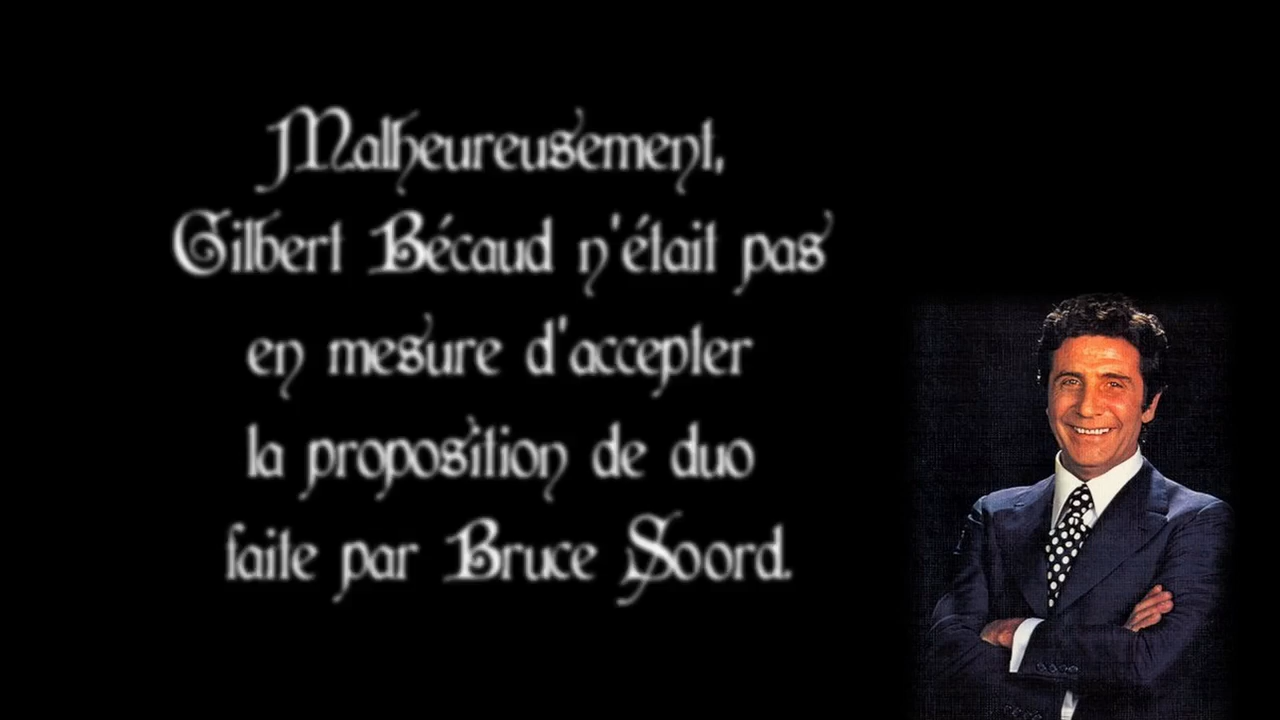 Malheureusement,
Gilbert Bécaud n'était pas
en mesure d'accepter
la proposition de duo
faite par Bruce Soord.